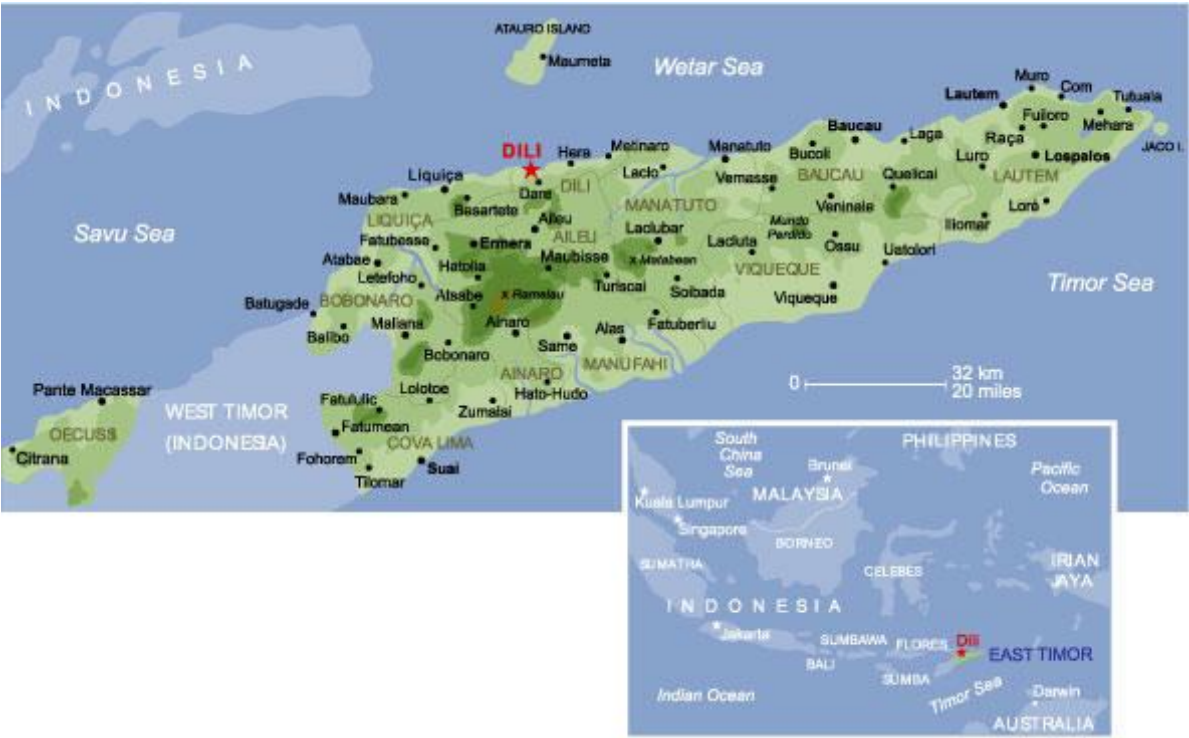 ATAURO ISLAND
Maumeta
Wetar Sea
INDONESIA
Muro
Com
Lautem
Tutuala
Fuiloro
Mehara
Raça
JACO I.
Baucau
Laga
Bucoli
Luro
Lospalos
LAUTEM
DILI
Hera
Metinaro
Manatuto
Laclo
Vemasse
BAUCAU
Quelicai
Liquiça
Dare
DILI
Maubara
Basartete
MANATUTO
Veninale
Iliomar
Loré
LIQUIÇA
Aileu
AILEU
Laclubar
Mundo
Perdido
Savu Sea
Fatubesse
Ermera
Maubisse
Lacluta
Ossu
Uatolori
Atabae
Hatolia
x Matabean
VIQUEQUE
Timor Sea
Letefoho
Turiscai
Soibada
Viqueque
Batugade
BOBONARO
Atsabe
x Ramelau
Balibo
Maliana
Ainaro
Alas
Fatuberliu
Bobonaro
Same
AINARO
MANUFAHI
32 km
0
20 miles
Pante Macassar
Lolotoe
Hato-Hudo
WEST TIMOR
(INDONESIA)
Fatululic
Zumalai
OECUSS
Fatumean
COVA LIMA
Citrana
Fohorem
Suai
Tilomar
South
China
Sea
PHILIPPINES
Brunei
Pacific
Ocean
MALAYSIA
Kuala Lumpur
Singapore
BORNEO
SUMATRA
CELEBES
IRIAN
JAYA
INDONESIA
Jakarta
SUMBAWA
FLORES
Dili
EAST TIMOR
BALI
SUMBA
Indian Ocean
Timor Sea
Darwin
AUSTRALIA